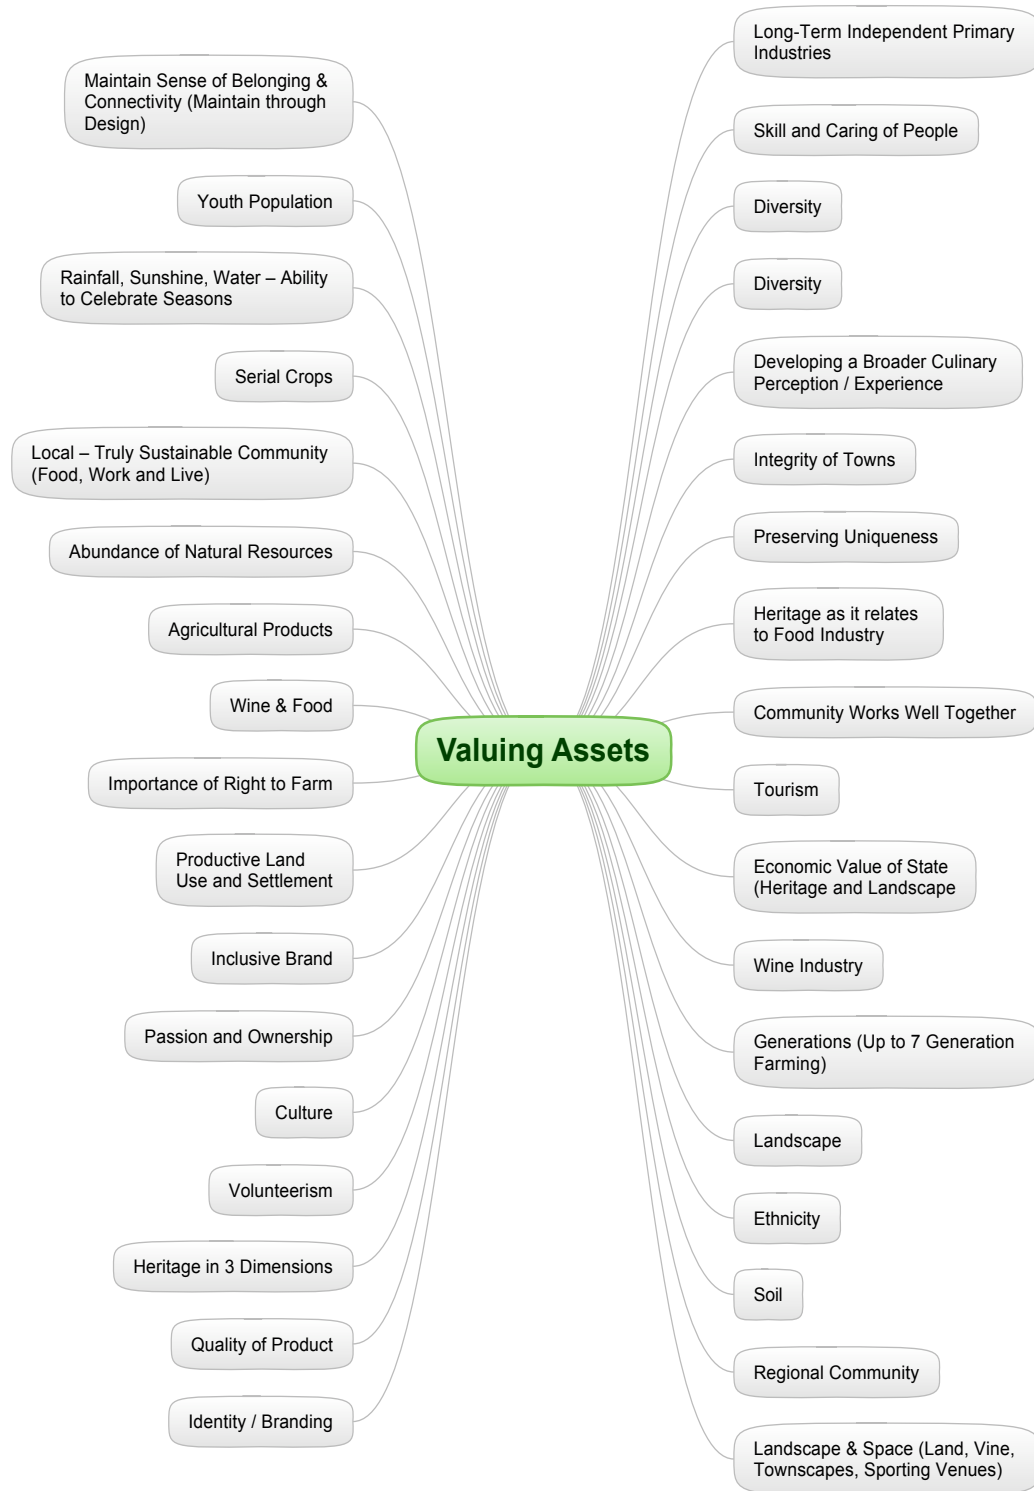 Maintain Sense of Belonging &
Connectivity (Maintain through
Design)
Youth Population
Rainfall, Sunshine, Water – Ability
to Celebrate Seasons
Serial Crops
Local – Truly Sustainable Community
(Food, Work and Live)
Abundance of Natural Resources
Agricultural Products
Wine & Food
Importance of Right to Farm
Productive Land
Use and Settlement
Inclusive Brand
Passion and Ownership
Culture
Volunteerism
Heritage in 3 Dimensions
Quality of Product
Identity / Branding
Valuing Assets
Long-Term Independent Primary
Industries
Skill and Caring of People
Diversity
Diversity
Developing a Broader Culinary
Perception / Experience
Integrity of Towns
Preserving Uniqueness
Heritage as it relates
to Food Industry
Community Works Well Together
Tourism
Economic Value of State
(Heritage and Landscape
Wine Industry
Generations (Up to 7 Generation
Farming)
Landscape
Ethnicity
Soil
Regional Community
Landscape & Space (Land, Vine,
Townscapes, Sporting Venues)